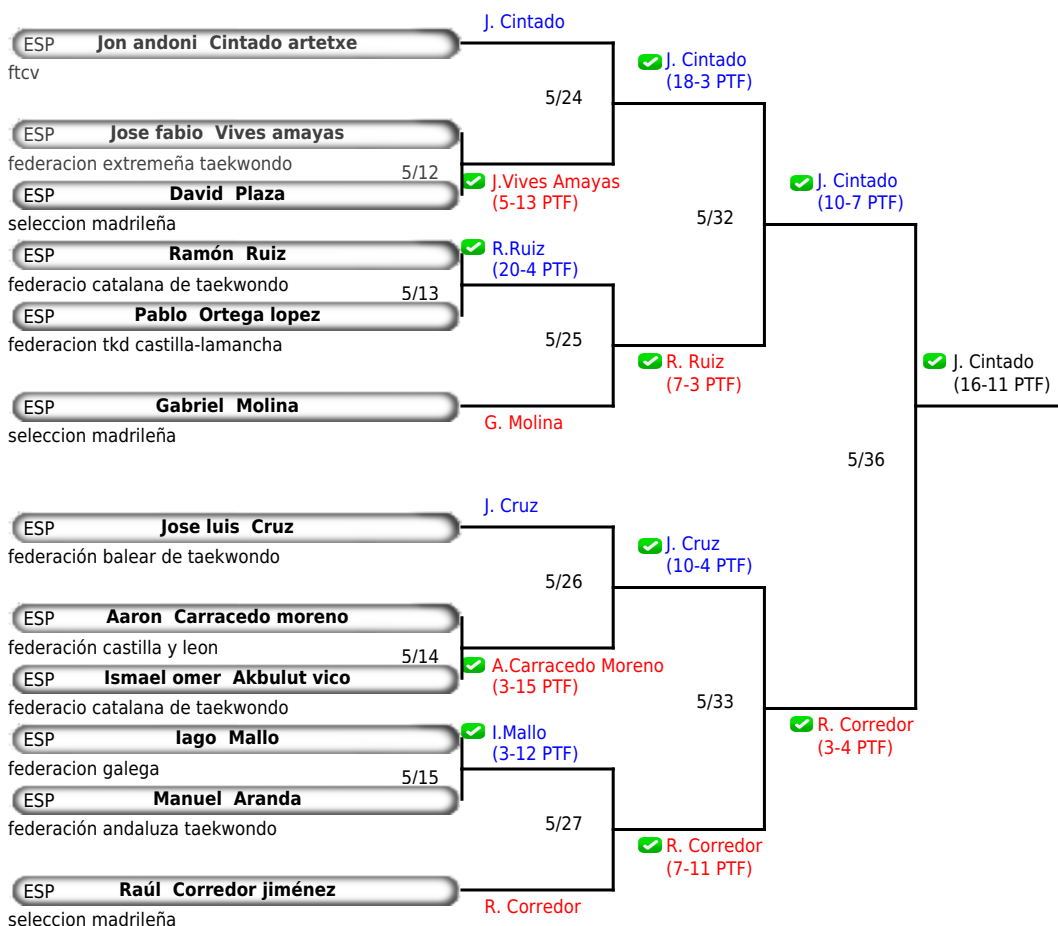 J. Cintado
ESP Jon andoni Cintado artetxe
ftcv
J. Cintado
(18-3 PTF)
5/24
ESP Jose fabio Vives amayas
federacion extremeña taekwondo
5/12
J.Vives Amayas
(5-13 PTF)
ESP David Plaza
seleccion madrileña
J. Cintado
(10-7 PTF)
5/32
ESP Ramón Ruiz
federacio catalana de taekwondo
R.Ruiz
(20-4 PTF)
5/13
ESP Pablo Ortega lopez
federacion tkd castilla-lamancha
5/25
R. Ruiz
(7-3 PTF)
J. Cintado
(16-11 PTF)
ESP Gabriel Molina
seleccion madrileña
G. Molina
5/36
J. Cruz
ESP Jose luis Cruz
federación balear de taekwondo
J. Cruz
(10-4 PTF)
5/26
ESP Aaron Carracedo moreno
federación castilla y leon
5/14
A.Carracedo Moreno
(3-15 PTF)
ESP Ismael omer Akbulut vico
federacio catalana de taekwondo
5/33
R. Corredor
(3-4 PTF)
ESP Iago Mallo
federacion galega
I.Mallo
(3-12 PTF)
5/15
ESP Manuel Aranda
federación andaluza taekwondo
5/27
R. Corredor
(7-11 PTF)
ESP Raúl Corredor jiménez
seleccion madrileña
R. Corredor